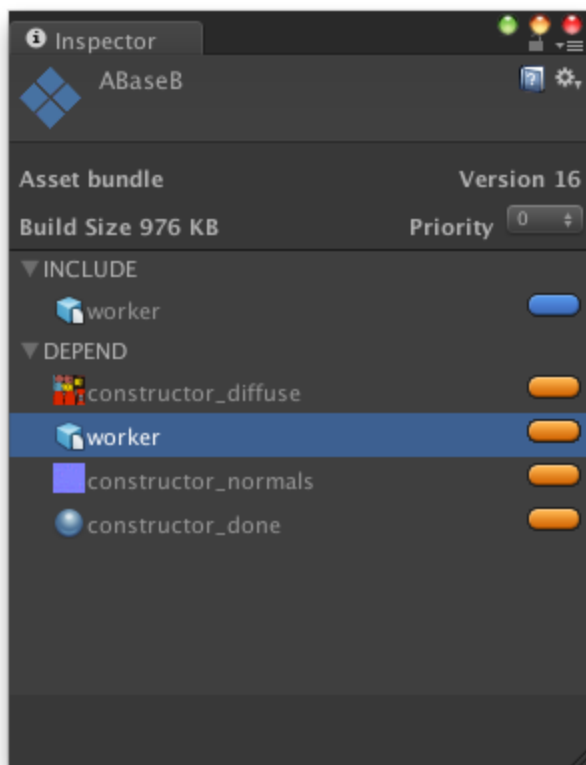 Inspector
ABaseB
Asset bundle Version 16
Build Size 976 KB Priority 0
INCLUDE
worker
DEPEND
constructor_diffuse
worker
constructor_normals
constructor_done